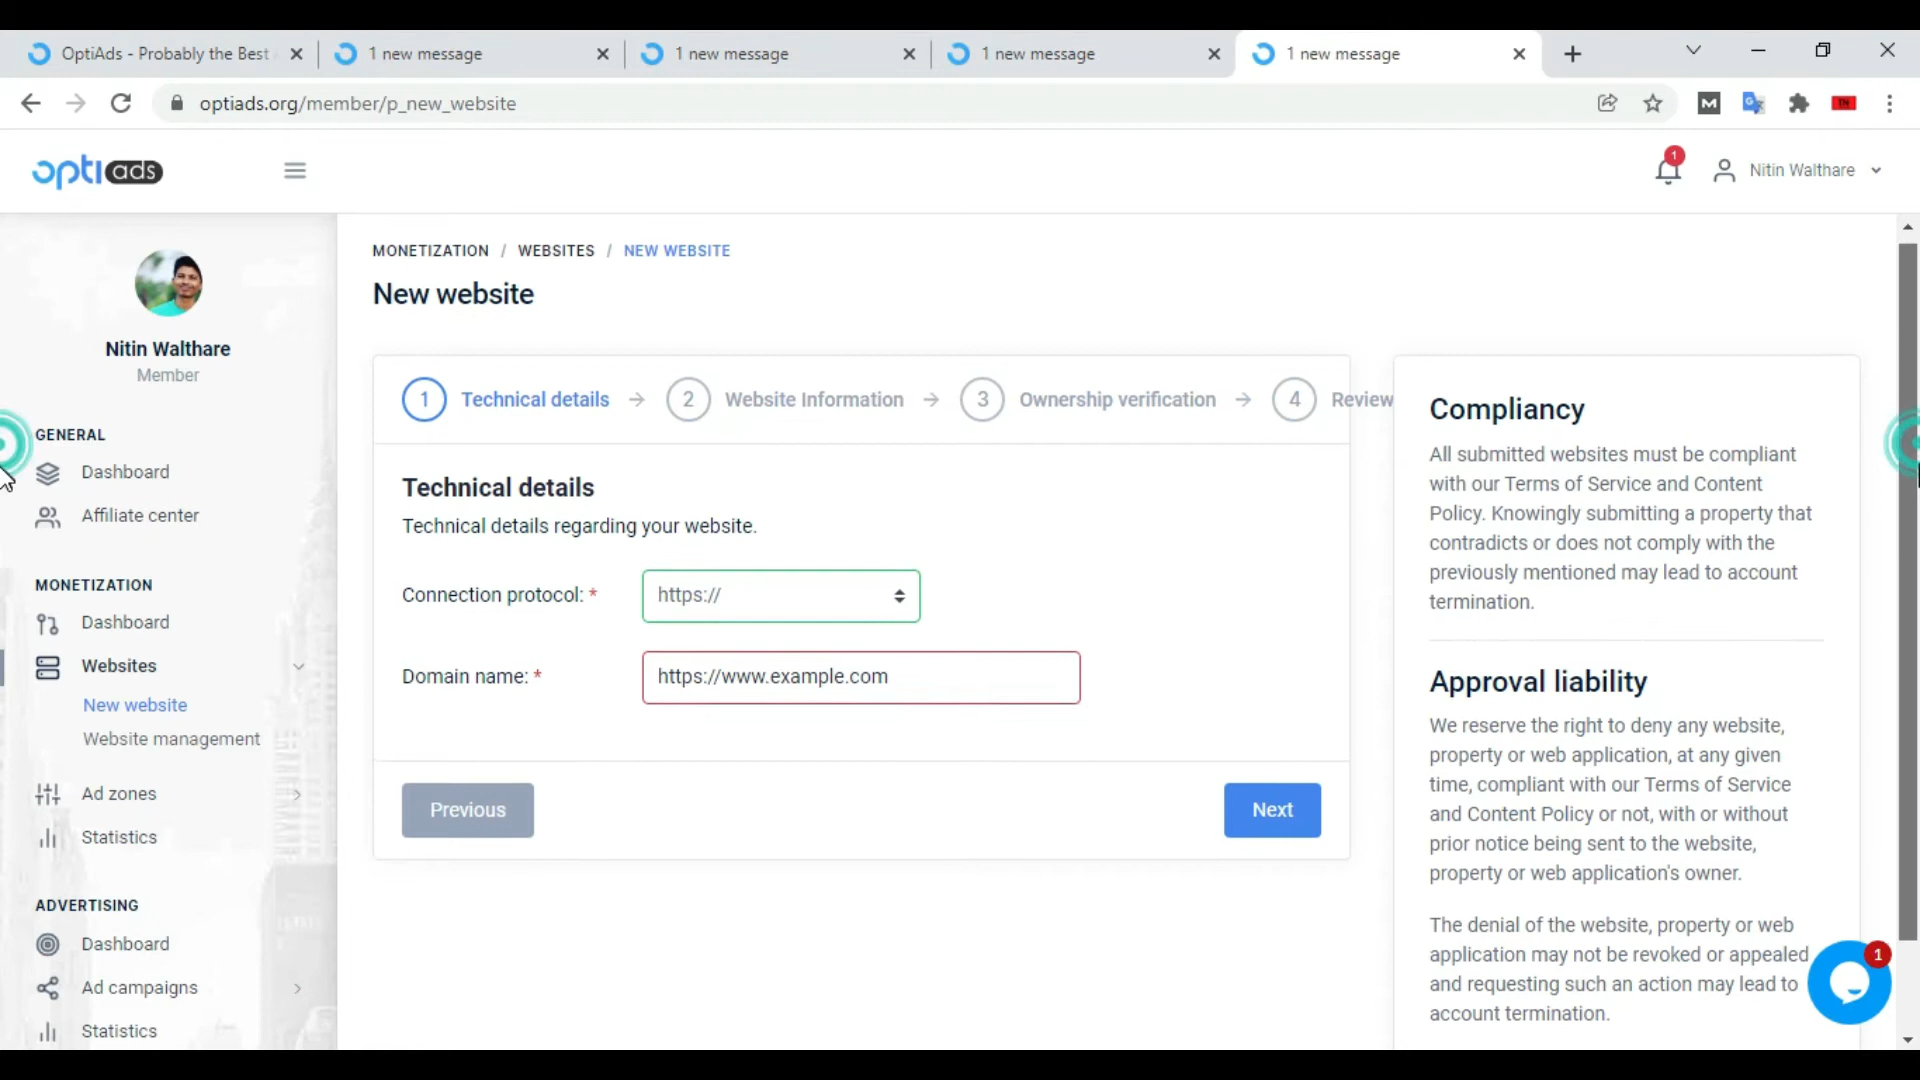 OptiAds - Probably the Best
1 new message
1 new message
1 new message
1 new message
optiads.org/member/p_new_website
M
G
IN
opti ads
1
Nitin Walthare
Nitin Walthare
Member
GENERAL
Dashboard
Affiliate center
MONETIZATION
Dashboard
Websites
New website
Website management
Ad zones
Statistics
ADVERTISING
Dashboard
Ad campaigns
Statistics
MONETIZATION / WEBSITES / NEW WEBSITE
New website
1 Technical details → 2 Website Information → 3 Ownership verification → 4 Review
Technical details
Technical details regarding your website.
Connection protocol: * https://
Domain name: * https://www.example.com
Previous
Next
Compliancy
All submitted websites must be compliant
with our Terms of Service and Content
Policy. Knowingly submitting a property that
contradicts or does not comply with the
previously mentioned may lead to account
termination.
Approval liability
We reserve the right to deny any website,
property or web application, at any given
time, compliant with our Terms of Service
and Content Policy or not, with or without
prior notice being sent to the website,
property or web application's owner.
The denial of the website, property or web
application may not be revoked or appealed
and requesting such an action may lead to
account termination.
1